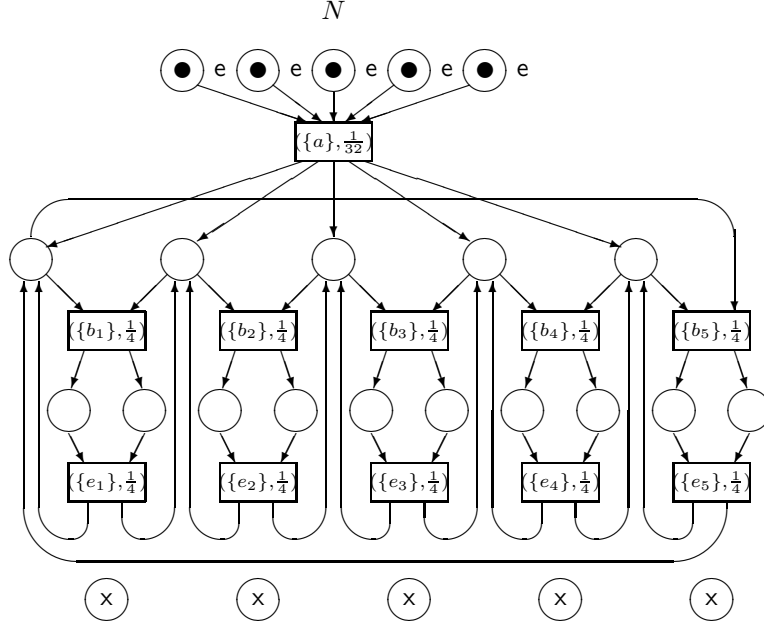 N
e e e e e
({a},1/32)
({b₁},1/4) ({b₂},1/4) ({b₃},1/4) ({b₄},1/4) ({b₅},1/4)
({e₁},1/4) ({e₂},1/4) ({e₃},1/4) ({e₄},1/4) ({e₅},1/4)
x x x x x